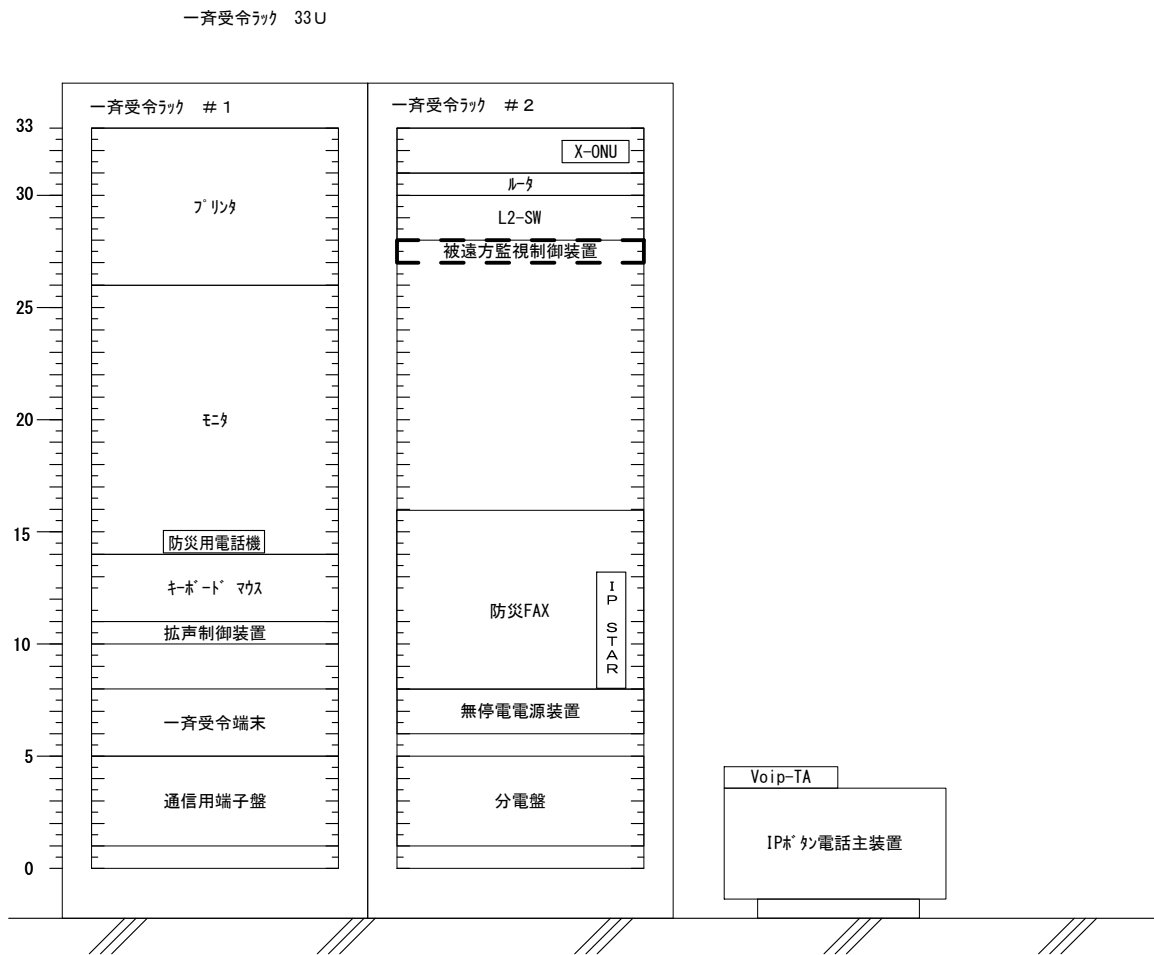 一斉受令ﾗｯｸ 33U
一斉受令ラック ＃1
一斉受令ﾗｯｸ ＃2
33
30
25
20
15
10
5
0
ﾌﾟﾘﾝﾀ
ﾓﾆﾀ
防災用電話機
ｷｰﾎﾞｰﾄﾞ ﾏｳｽ
拡声制御装置
一斉受令端末
通信用端子盤
X-ONU
ﾙｰﾀ
L2-SW
被遠方監視制御装置
防災FAX
IP STAR
無停電電源装置
分電盤
Voip-TA
IPﾎﾞﾀﾝ電話主装置